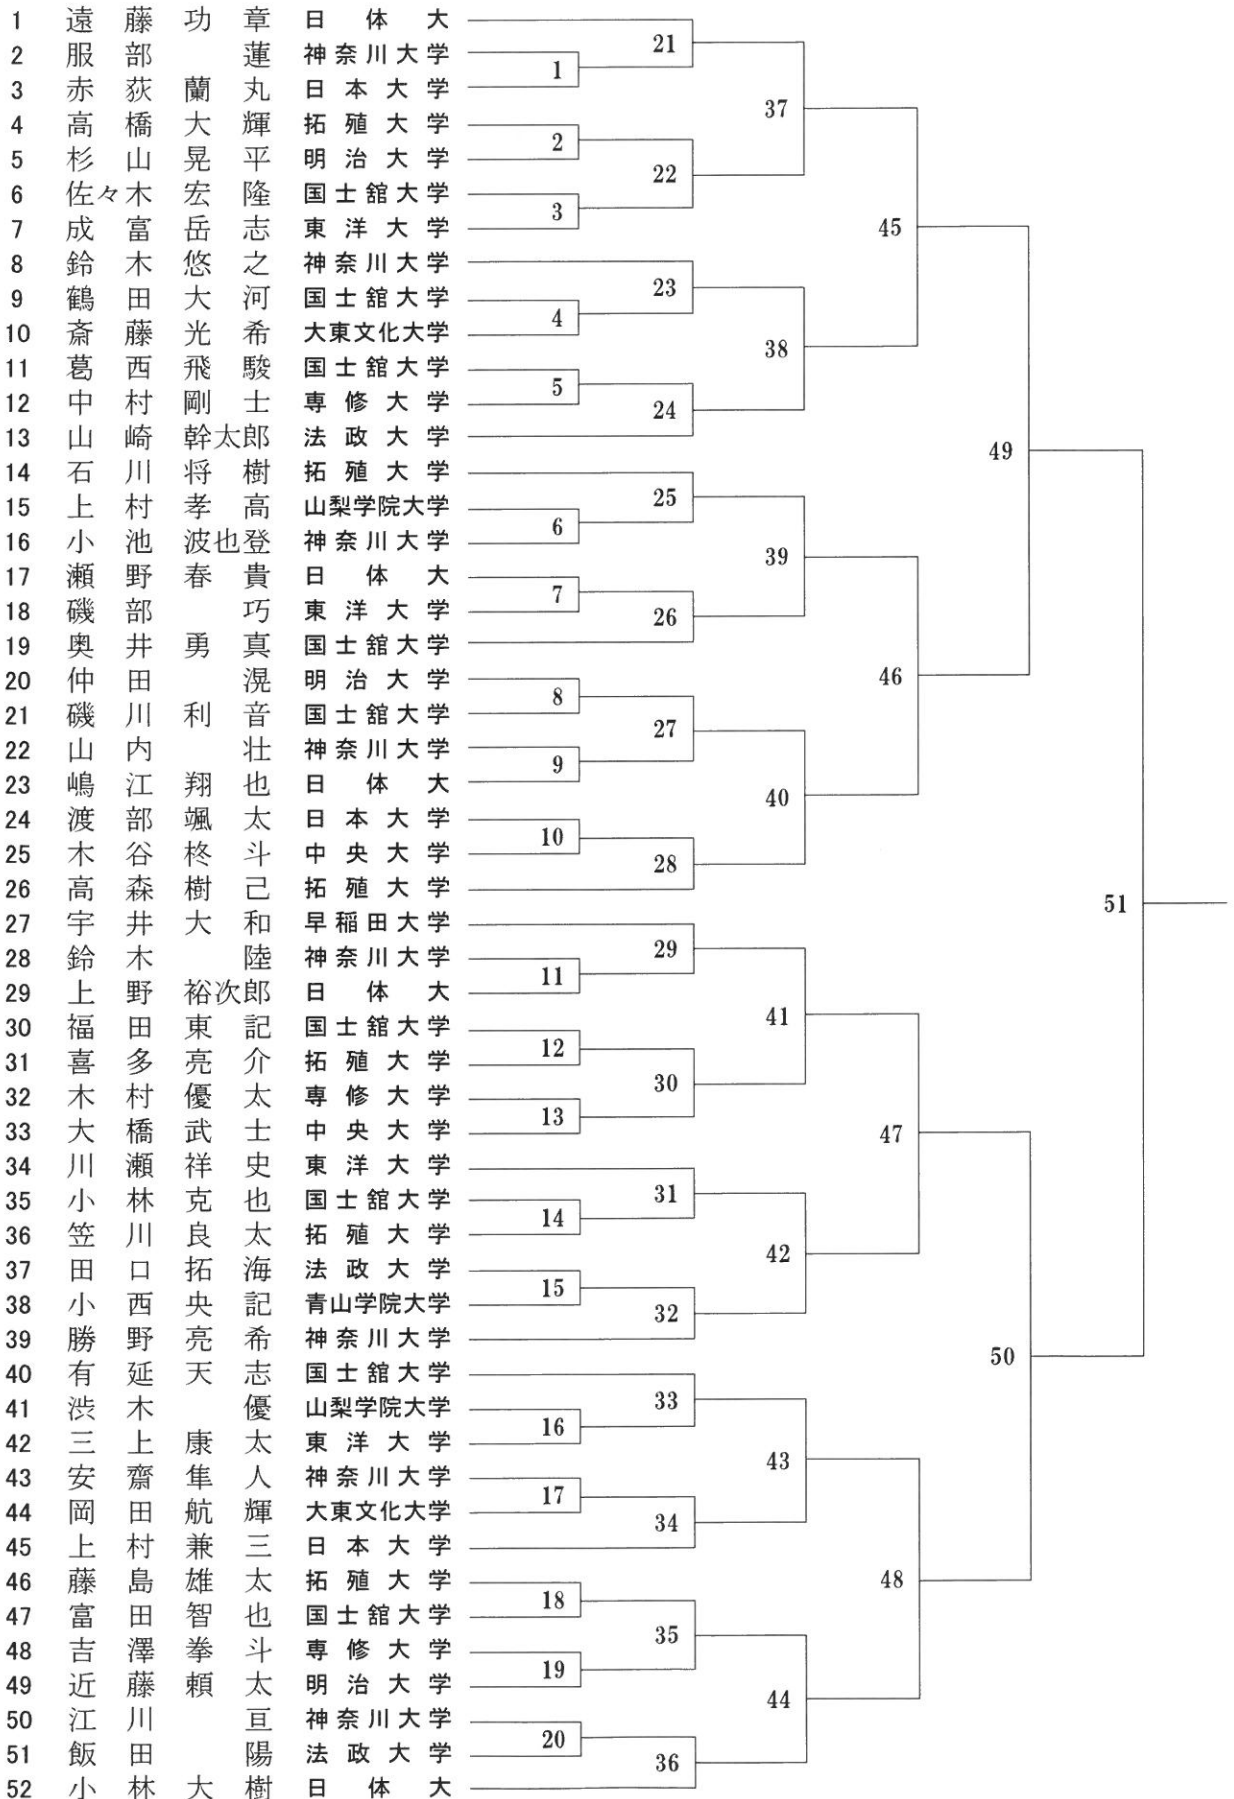 1 遠藤功章 日体大
2 服部蓮 神奈川大学
3 赤荻蘭丸 日本大学
4 高橋大輝 拓殖大学
5 杉山晃平 明治大学
6 佐々木宏隆 国士舘大学
7 成富岳志 東洋大学
8 鈴木悠之 神奈川大学
9 鶴田大河 国士舘大学
10 斎藤光希 大東文化大学
11 葛西飛駿 国士舘大学
12 中村剛士 専修大学
13 山崎幹太郎 法政大学
14 石川将樹 拓殖大学
15 上村孝高 山梨学院大学
16 小池波也登 神奈川大学
17 瀬野春貴 日体大
18 磯部巧 東洋大学
19 奥井勇真 国士舘大学
20 仲田滉 明治大学
21 磯川利音 国士舘大学
22 山内壮 神奈川大学
23 嶋江翔也 日体大
24 渡部颯太 日本大学
25 木谷柊斗 中央大学
26 高森樹己 拓殖大学
27 宇井大和 早稲田大学
28 鈴木陸 神奈川大学
29 上野裕次郎 日体大
30 福田東記 国士舘大学
31 喜多亮介 拓殖大学
32 木村優太 専修大学
33 大橋武士 中央大学
34 川瀬祥史 東洋大学
35 小林克也 国士舘大学
36 笠川良太 拓殖大学
37 田口拓海 法政大学
38 小西央記 青山学院大学
39 勝野亮希 神奈川大学
40 有延天志 国士舘大学
41 渋木優 山梨学院大学
42 三上康太 東洋大学
43 安齋隼人 神奈川大学
44 岡田航輝 大東文化大学
45 上村兼三 日本大学
46 藤島雄太 拓殖大学
47 富田智也 国士舘大学
48 吉澤拳斗 専修大学
49 近藤頼太 明治大学
50 江川亘 神奈川大学
51 飯田陽 法政大学
52 小林大樹 日体大
1
2
3
4
5
6
7
8
9
10
11
12
13
14
15
16
17
18
19
20
21
22
23
24
25
26
27
28
29
30
31
32
33
34
35
36
37
38
39
40
41
42
43
44
45
46
47
48
49
50
51